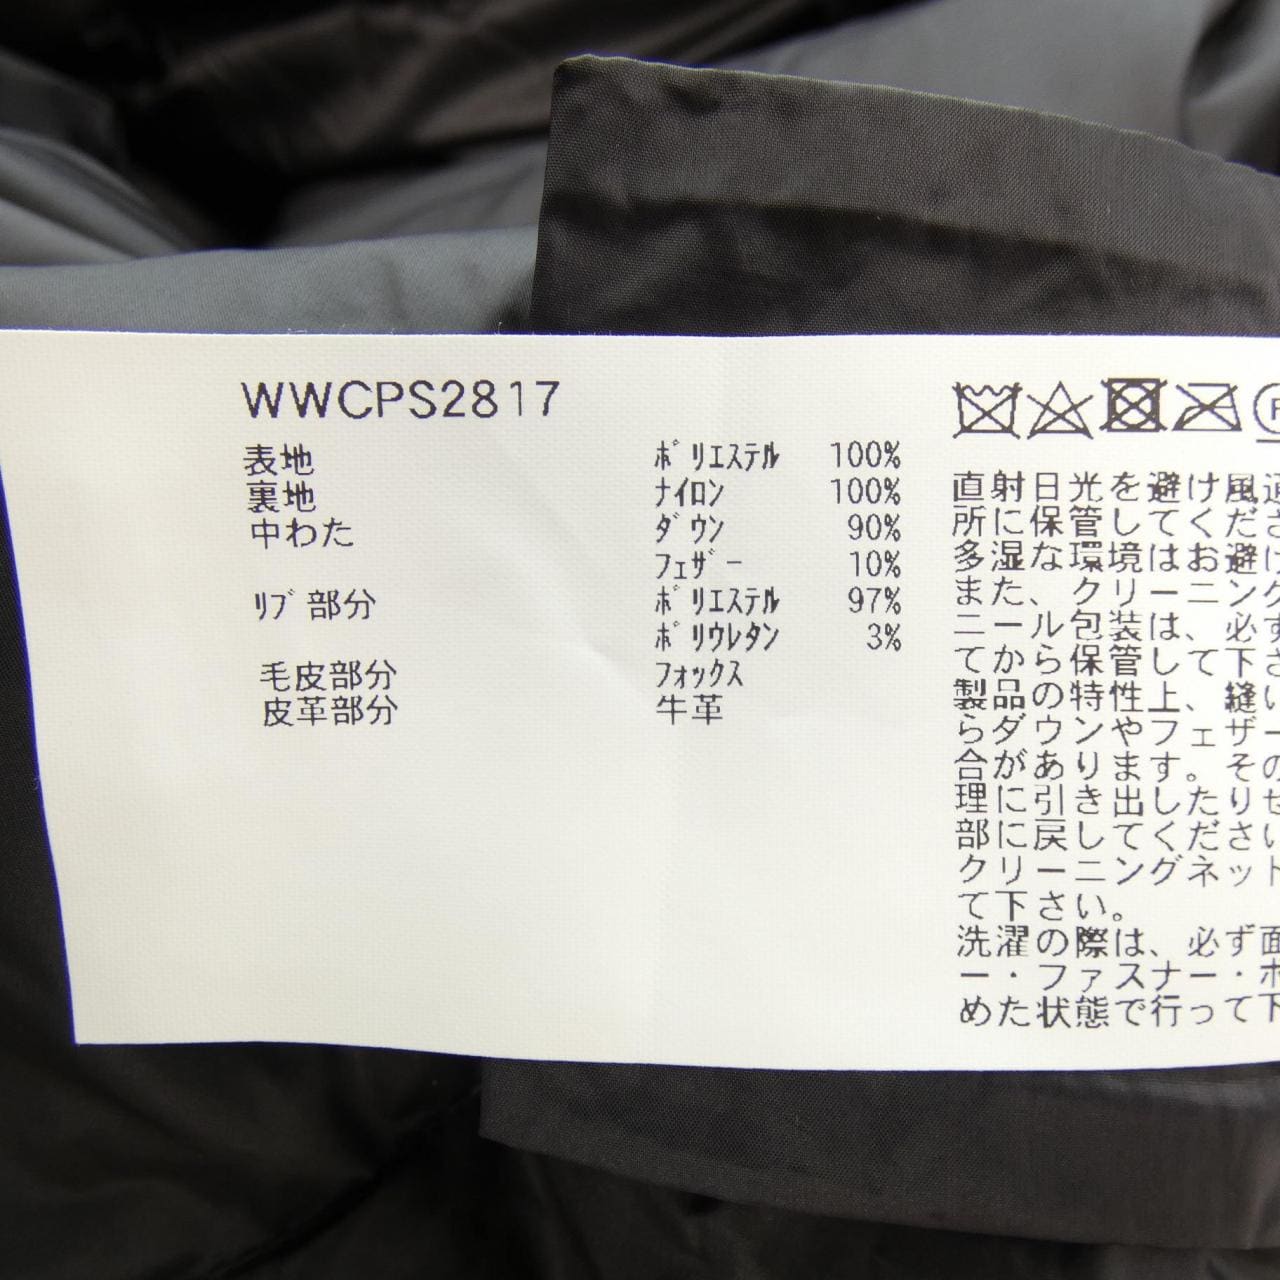 WWCPS2817
表地 ﾎﾟﾘｴｽﾃﾙ 100%
裏地 ﾅｲﾛﾝ 100%
中わた ﾀﾞｳﾝ 90%
ﾌｪｻﾞｰ 10%
ﾘﾌﾞ部分 ﾎﾟﾘｴｽﾃﾙ 97%
ﾎﾟﾘｳﾚﾀﾝ 3%
毛皮部分 ﾌｫｯｸｽ
皮革部分 牛革
P
直射日光を避け風通
所に保管してくださ
多湿な環境はお避け
また、クリーニング
ニール包装は、必ず
てから保管して下さ
製品の特性上、縫い
らダウンやフェザー
合があります。その
理に引き出したりせ
部に戻してください
クリーニングネット
て下さい。
洗濯の際は、必ず面
ー・ファスナー・ホ
めた状態で行って下